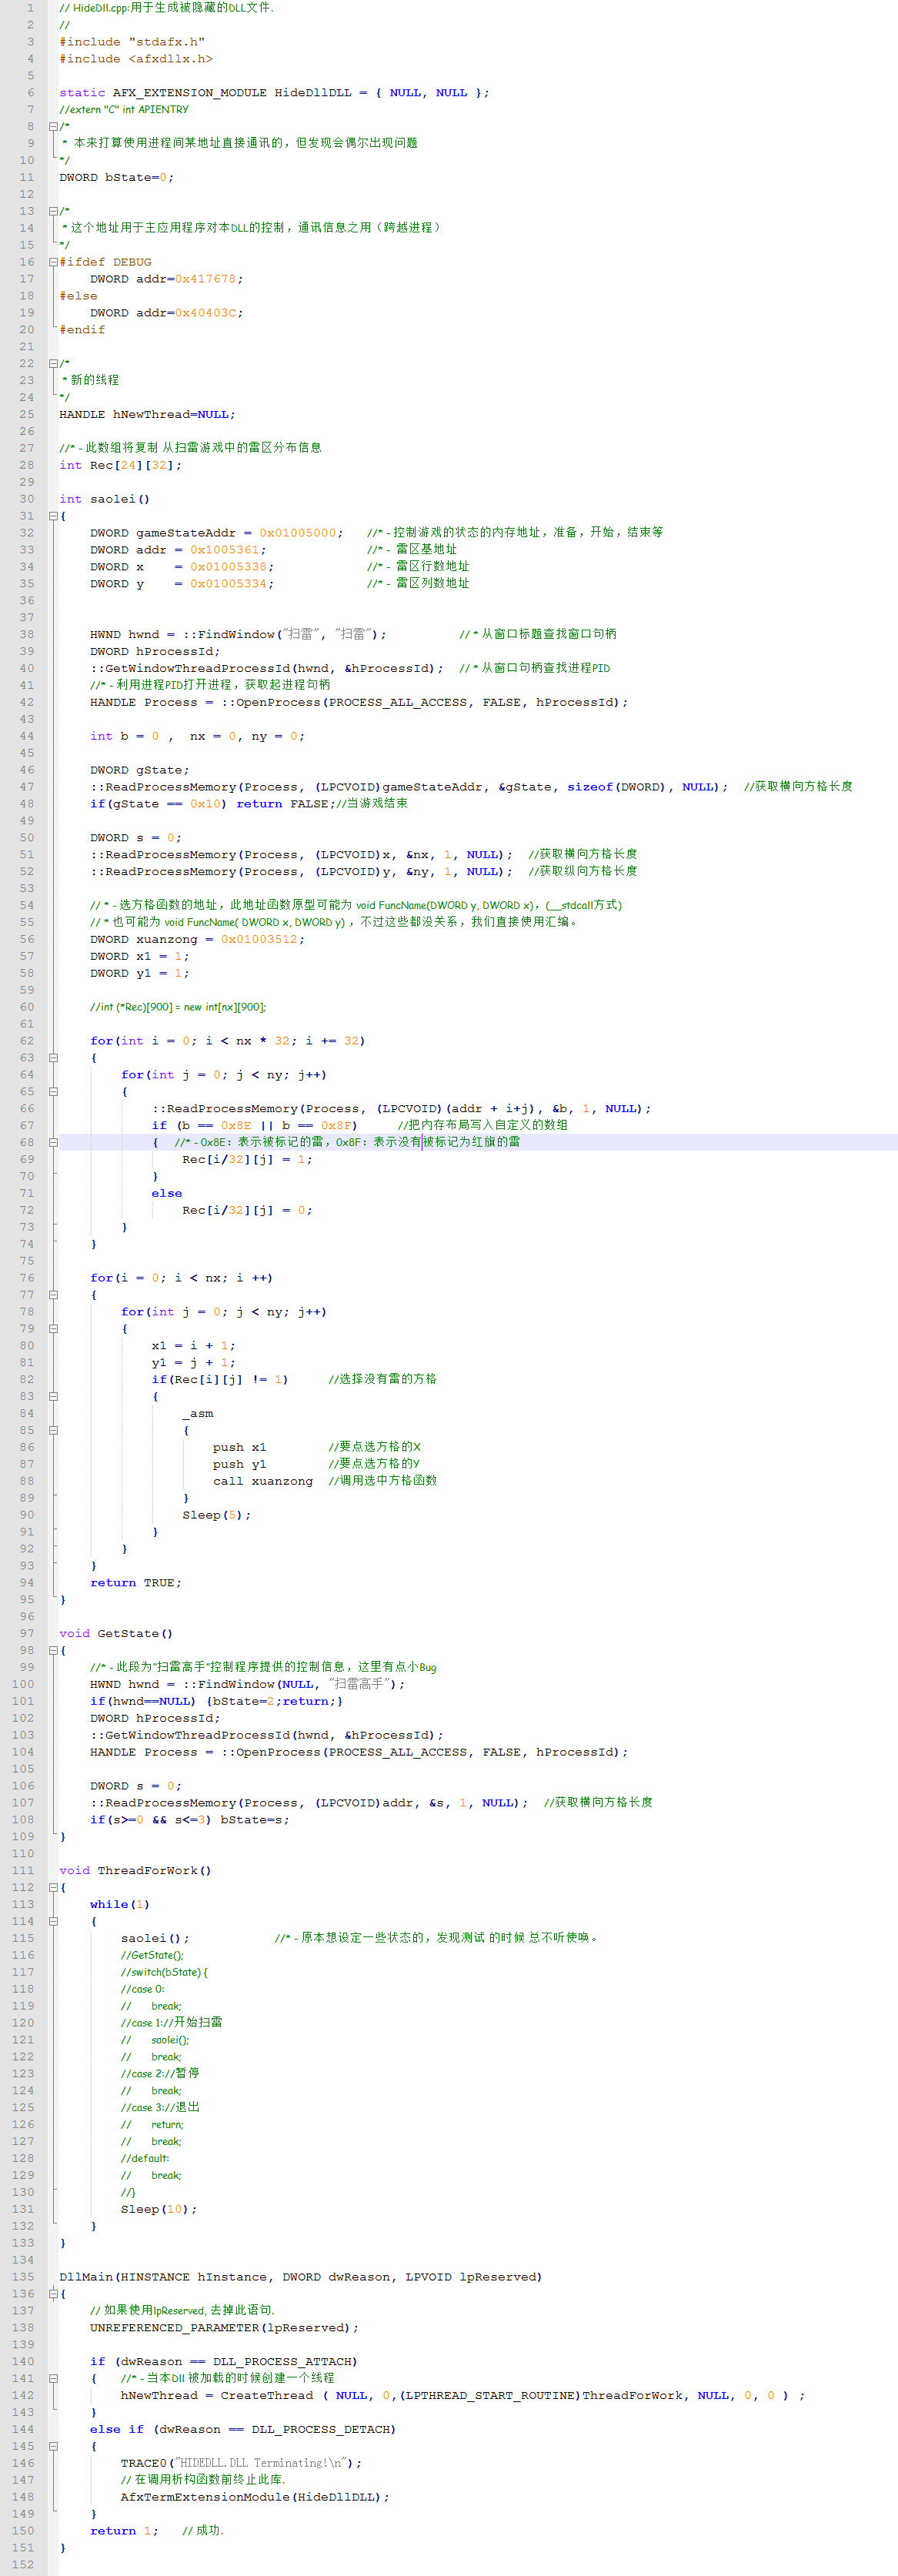 1 // HideDll.cpp:用于生成被隐藏的DLL文件.
2 //
3 #include "stdafx.h"
4 #include <afxdllx.h>
5
6 static AFX_EXTENSION_MODULE HideDllDLL = { NULL, NULL };
7 //extern "C" int APIENTRY
8 /*
9 * 本来打算使用进程间某地址直接通讯的，但发现会偶尔出现问题
10 */
11 DWORD bState=0;
12
13 /*
14 * 这个地址用于主应用程序对本DLL的控制，通讯信息之用（跨越进程）
15 */
16 #ifdef DEBUG
17 DWORD addr=0x417678;
18 #else
19 DWORD addr=0x40403C;
20 #endif
21
22 /*
23 * 新的线程
24 */
25 HANDLE hNewThread=NULL;
26
27 //* - 此数组将复制 从扫雷游戏中的雷区分布信息
28 int Rec[24][32];
29
30 int saolei()
31 {
32 DWORD gameStateAddr = 0x01005000; //* - 控制游戏的状态的内存地址，准备，开始，结束等
33 DWORD addr = 0x1005361; //* - 雷区基地址
34 DWORD x = 0x01005338; //* - 雷区行数地址
35 DWORD y = 0x01005334; //* - 雷区列数地址
36
37
38 HWND hwnd = ::FindWindow("扫雷", "扫雷"); // * 从窗口标题查找窗口句柄
39 DWORD hProcessId;
40 ::GetWindowThreadProcessId(hwnd, &hProcessId); // * 从窗口句柄查找进程PID
41 //* - 利用进程PID打开进程，获取起进程句柄
42 HANDLE Process = ::OpenProcess(PROCESS_ALL_ACCESS, FALSE, hProcessId);
43
44 int b = 0 , nx = 0, ny = 0;
45
46 DWORD gState;
47 ::ReadProcessMemory(Process, (LPCVOID)gameStateAddr, &gState, sizeof(DWORD), NULL); //获取横向方格长度
48 if(gState == 0x10) return FALSE;//当游戏结束
49
50 DWORD s = 0;
51 ::ReadProcessMemory(Process, (LPCVOID)x, &nx, 1, NULL); //获取横向方格长度
52 ::ReadProcessMemory(Process, (LPCVOID)y, &ny, 1, NULL); //获取纵向方格长度
53
54 // * - 选方格函数的地址，此地址函数原型可能为 void FuncName(DWORD y, DWORD x)，(__stdcall方式)
55 // * 也可能为 void FuncName( DWORD x, DWORD y) ，不过这些都没关系，我们直接使用汇编。
56 DWORD xuanzong = 0x01003512;
57 DWORD x1 = 1;
58 DWORD y1 = 1;
59
60 //int (*Rec)[900] = new int[nx][900];
61
62 for(int i = 0; i < nx * 32; i += 32)
63 {
64 for(int j = 0; j < ny; j++)
65 {
66 ::ReadProcessMemory(Process, (LPCVOID)(addr + i+j), &b, 1, NULL);
67 if (b == 0x8E || b == 0x8F) //把内存布局写入自定义的数组
68 { //* - 0x8E：表示被标记的雷，0x8F：表示没有被标记为红旗的雷
69 Rec[i/32][j] = 1;
70 }
71 else
72 Rec[i/32][j] = 0;
73 }
74 }
75
76 for(i = 0; i < nx; i ++)
77 {
78 for(int j = 0; j < ny; j++)
79 {
80 x1 = i + 1;
81 y1 = j + 1;
82 if(Rec[i][j] != 1) //选择没有雷的方格
83 {
84 _asm
85 {
86 push x1 //要点选方格的X
87 push y1 //要点选方格的Y
88 call xuanzong //调用选中方格函数
89 }
90 Sleep(5);
91 }
92 }
93 }
94 return TRUE;
95 }
96
97 void GetState()
98 {
99 //* - 此段为“扫雷高手”控制程序提供的控制信息，这里有点小Bug
100 HWND hwnd = ::FindWindow(NULL, "扫雷高手");
101 if(hwnd==NULL) {bState=2;return;}
102 DWORD hProcessId;
103 ::GetWindowThreadProcessId(hwnd, &hProcessId);
104 HANDLE Process = ::OpenProcess(PROCESS_ALL_ACCESS, FALSE, hProcessId);
105
106 DWORD s = 0;
107 ::ReadProcessMemory(Process, (LPCVOID)addr, &s, 1, NULL); //获取横向方格长度
108 if(s>=0 && s<=3) bState=s;
109 }
110
111 void ThreadForWork()
112 {
113 while(1)
114 {
115 saolei(); //* - 原本想设定一些状态的，发现测试 的时候 总不听使唤。
116 //GetState();
117 //switch(bState) {
118 //case 0:
119 // break;
120 //case 1://开始扫雷
121 // saolei();
122 // break;
123 //case 2://暂停
124 // break;
125 //case 3://退出
126 // return;
127 // break;
128 //default:
129 // break;
130 //}
131 Sleep(10);
132 }
133 }
134
135 DllMain(HINSTANCE hInstance, DWORD dwReason, LPVOID lpReserved)
136 {
137 // 如果使用lpReserved, 去掉此语句.
138 UNREFERENCED_PARAMETER(lpReserved);
139
140 if (dwReason == DLL_PROCESS_ATTACH)
141 { //* - 当本Dll 被加载的时候创建一个线程
142 hNewThread = CreateThread ( NULL, 0,(LPTHREAD_START_ROUTINE)ThreadForWork, NULL, 0, 0 ) ;
143 }
144 else if (dwReason == DLL_PROCESS_DETACH)
145 {
146 TRACE0("HIDEDLL.DLL Terminating!\n");
147 // 在调用析构函数前终止此库.
148 AfxTermExtensionModule(HideDllDLL);
149 }
150 return 1; // 成功.
151 }
152